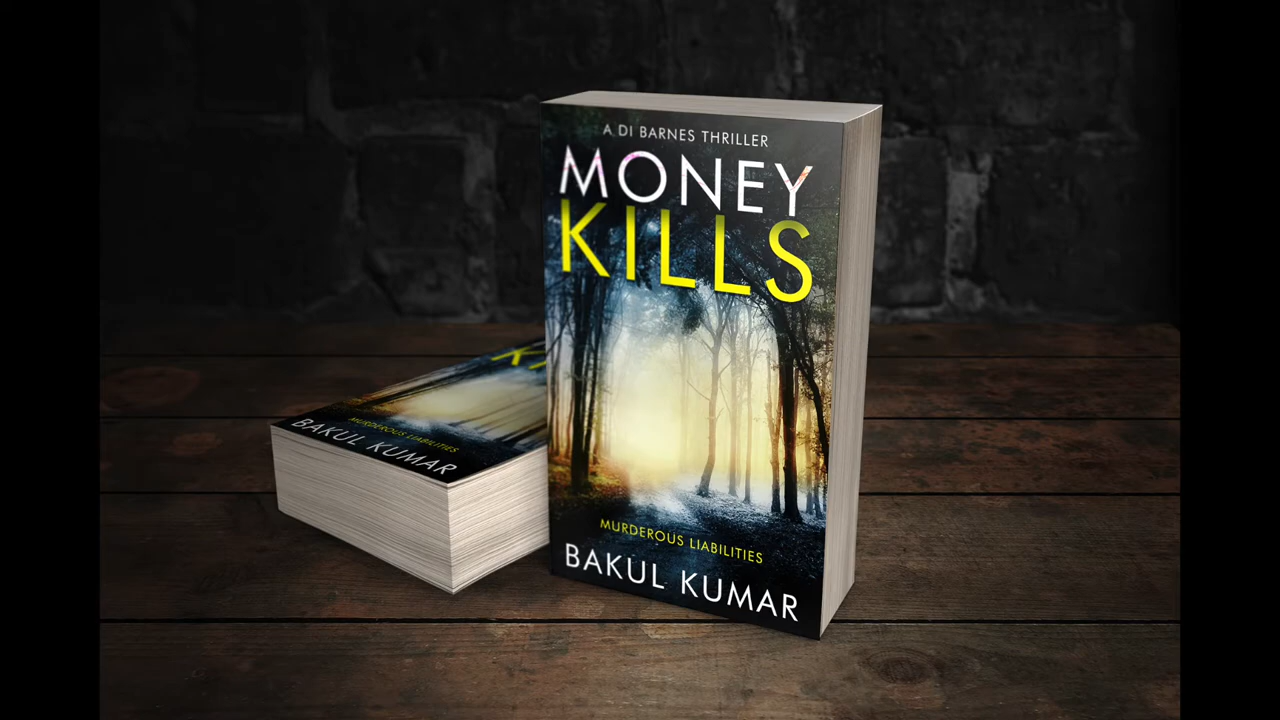 A DI BARNES THRILLER
MONEY
KILLS
MURDEROUS LIABILITIES
BAKUL KUMAR
MURDEROUS LIABILITIES
BAKUL KUMAR